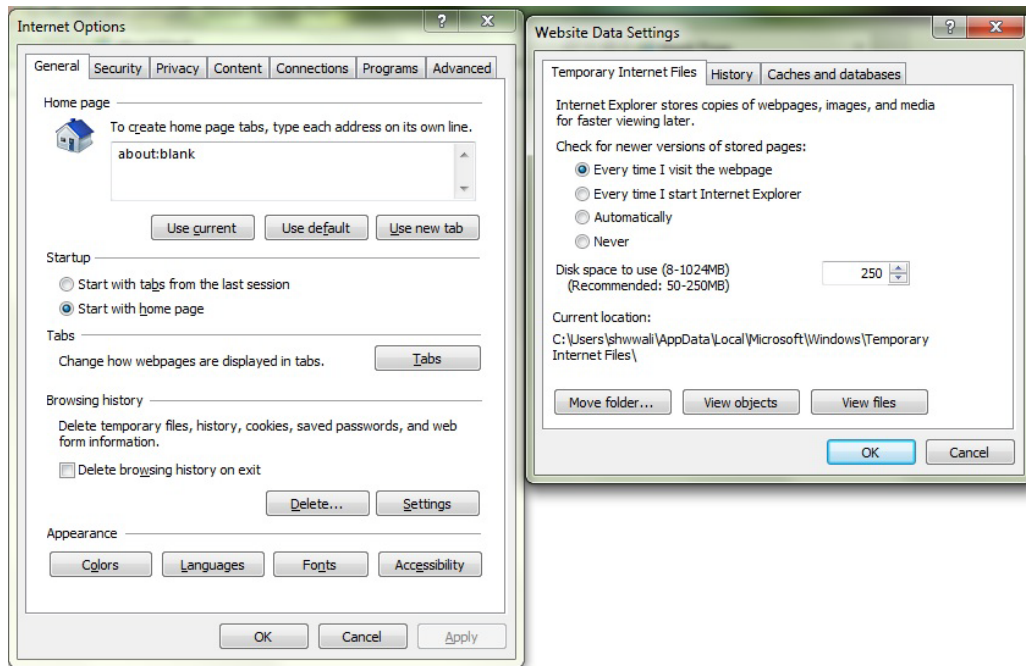 Internet Options
General Security Privacy Content Connections Programs Advanced
Home page
To create home page tabs, type each address on its own line.
about:blank
Use current Use default Use new tab
Startup
Start with tabs from the last session
Start with home page
Tabs
Change how webpages are displayed in tabs.
Tabs
Browsing history
Delete temporary files, history, cookies, saved passwords, and web
form information.
Delete browsing history on exit
Delete... Settings
Appearance
Colors Languages Fonts Accessibility
OK Cancel Apply
Website Data Settings
Temporary Internet Files History Caches and databases
Internet Explorer stores copies of webpages, images, and media
for faster viewing later.
Check for newer versions of stored pages:
Every time I visit the webpage
Every time I start Internet Explorer
Automatically
Never
Disk space to use (8-1024MB) 250
(Recommended: 50-250MB)
Current location:
C:\Users\shwwali\AppData\Local\Microsoft\Windows\Temporary
Internet Files\
Move folder... View objects View files
OK Cancel